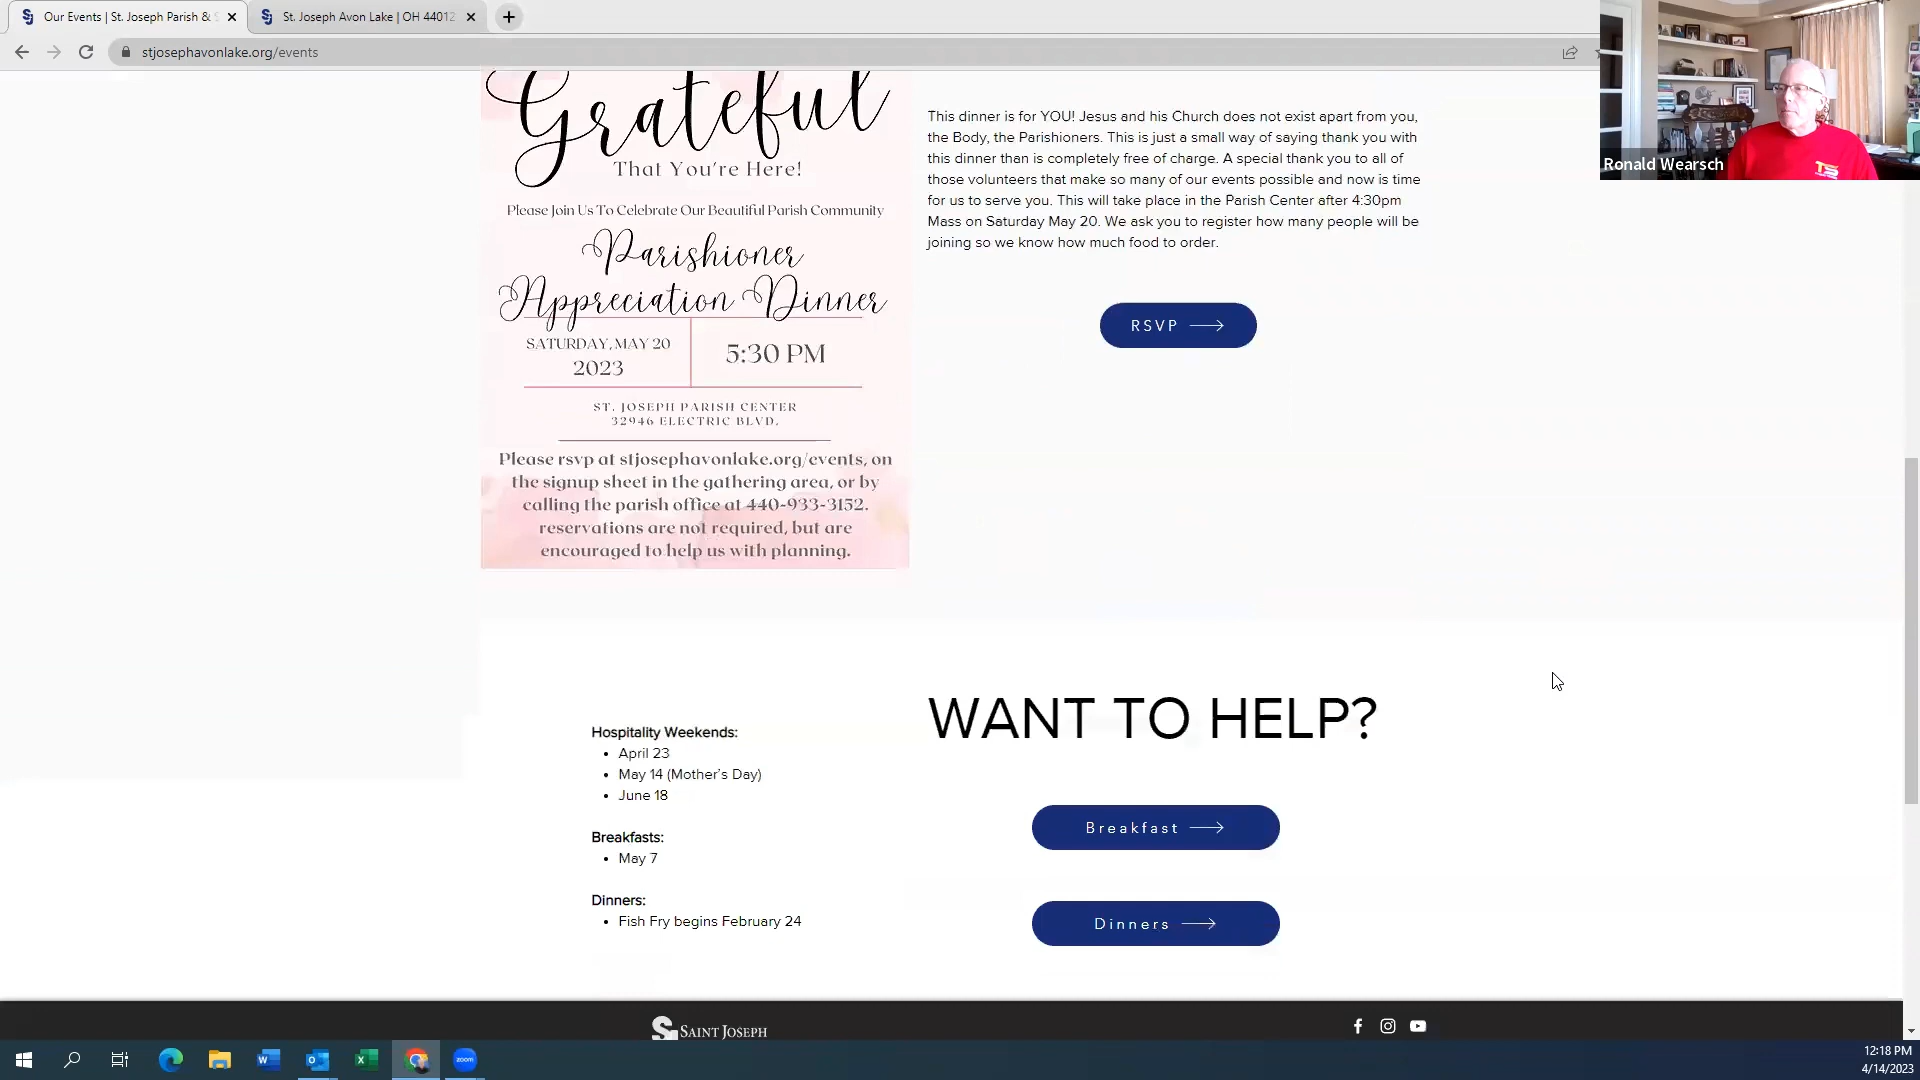 Our Events | St. Joseph Parish & S
St. Joseph Avon Lake | OH 44012
stjosephavonlake.org/events
Ronald Wearsch
Grateful
That You're Here!
Please Join Us To Celebrate Our Beautiful Parish Community
Parishioner
Appreciation Dinner
SATURDAY, MAY 20
2023
5:30 PM
ST. JOSEPH PARISH CENTER
32946 ELECTRIC BLVD.
Please rsvp at stjosephavonlake.org/events, on
the signup sheet in the gathering area, or by
calling the parish office at 440-933-3152.
reservations are not required, but are
encouraged to help us with planning.
This dinner is for YOU! Jesus and his Church does not exist apart from you,
the Body, the Parishioners. This is just a small way of saying thank you with
this dinner than is completely free of charge. A special thank you to all of
those volunteers that make so many of our events possible and now is time
for us to serve you. This will take place in the Parish Center after 4:30pm
Mass on Saturday May 20. We ask you to register how many people will be
joining so we know how much food to order.
RSVP
Hospitality Weekends:
• April 23
• May 14 (Mother's Day)
• June 18
Breakfasts:
• May 7
Dinners:
• Fish Fry begins February 24
WANT TO HELP?
Breakfast
Dinners
SAINT JOSEPH
zoom
12:18 PM
4/14/2023